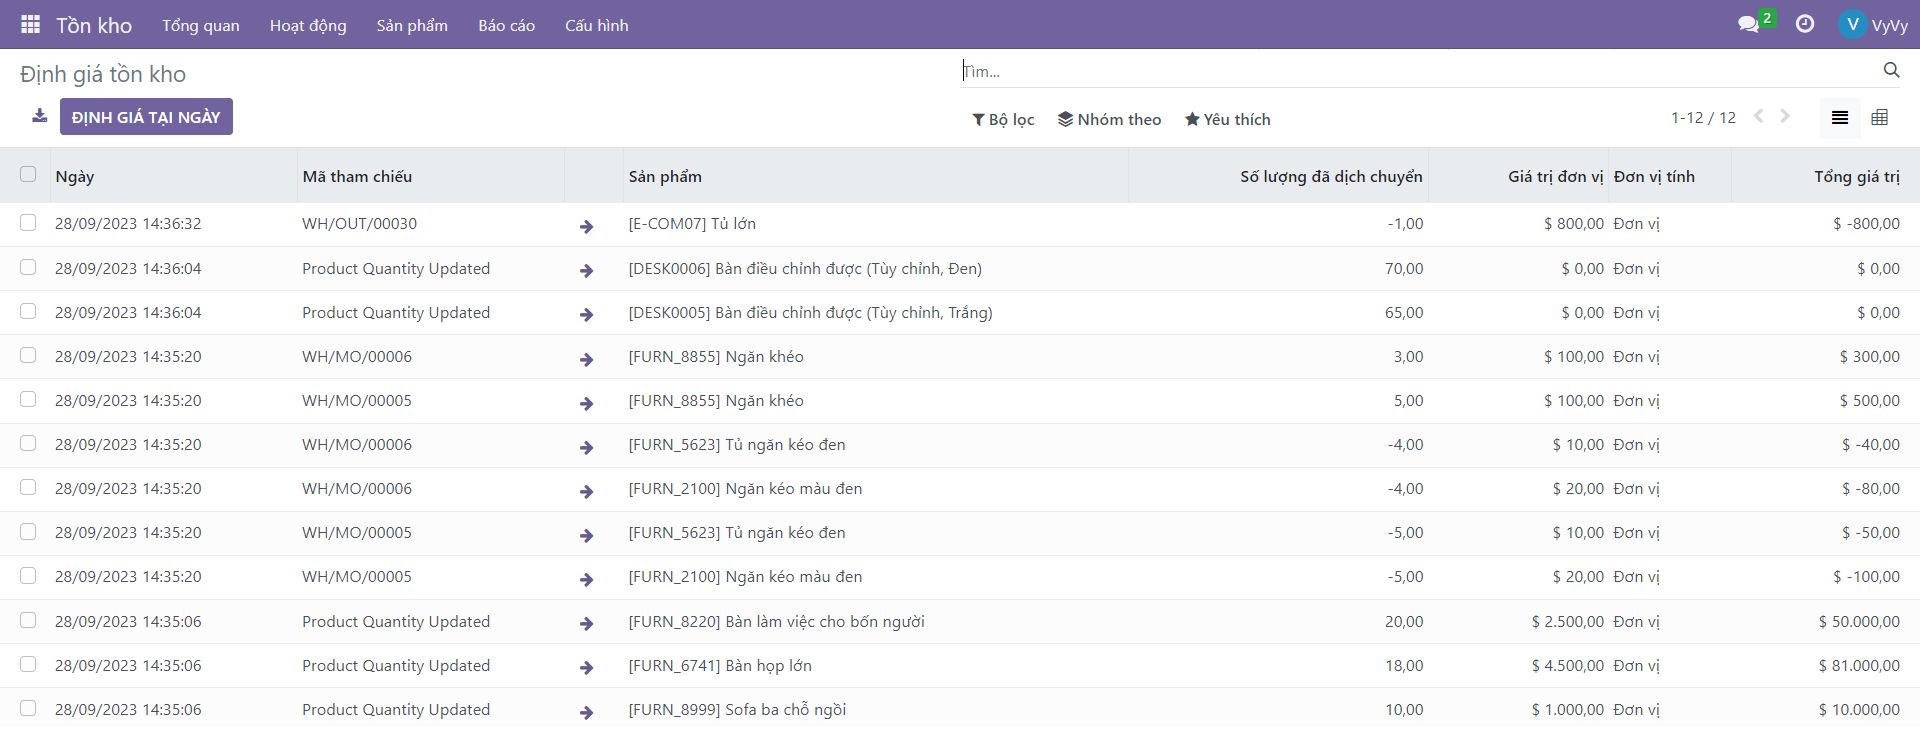 Tồn kho Tổng quan Hoạt động Sản phẩm Báo cáo Cấu hình 2 V VyVy
Định giá tồn kho Tìm...
ĐỊNH GIÁ TẠI NGÀY Bộ lọc Nhóm theo Yêu thích 1-12 / 12
Ngày Mã tham chiếu Sản phẩm Số lượng đã dịch chuyển Giá trị đơn vị Đơn vị tính Tổng giá trị
28/09/2023 14:36:32 WH/OUT/00030 [E-COM07] Tủ lớn -1,00 $ 800,00 Đơn vị $ -800,00
28/09/2023 14:36:04 Product Quantity Updated [DESK0006] Bàn điều chỉnh được (Tùy chỉnh, Đen) 70,00 $ 0,00 Đơn vị $ 0,00
28/09/2023 14:36:04 Product Quantity Updated [DESK0005] Bàn điều chỉnh được (Tùy chỉnh, Trắng) 65,00 $ 0,00 Đơn vị $ 0,00
28/09/2023 14:35:20 WH/MO/00006 [FURN_8855] Ngăn khéo 3,00 $ 100,00 Đơn vị $ 300,00
28/09/2023 14:35:20 WH/MO/00005 [FURN_8855] Ngăn khéo 5,00 $ 100,00 Đơn vị $ 500,00
28/09/2023 14:35:20 WH/MO/00006 [FURN_5623] Tủ ngăn kéo đen -4,00 $ 10,00 Đơn vị $ -40,00
28/09/2023 14:35:20 WH/MO/00006 [FURN_2100] Ngăn kéo màu đen -4,00 $ 20,00 Đơn vị $ -80,00
28/09/2023 14:35:20 WH/MO/00005 [FURN_5623] Tủ ngăn kéo đen -5,00 $ 10,00 Đơn vị $ -50,00
28/09/2023 14:35:20 WH/MO/00005 [FURN_2100] Ngăn kéo màu đen -5,00 $ 20,00 Đơn vị $ -100,00
28/09/2023 14:35:06 Product Quantity Updated [FURN_8220] Bàn làm việc cho bốn người 20,00 $ 2.500,00 Đơn vị $ 50.000,00
28/09/2023 14:35:06 Product Quantity Updated [FURN_6741] Bàn họp lớn 18,00 $ 4.500,00 Đơn vị $ 81.000,00
28/09/2023 14:35:06 Product Quantity Updated [FURN_8999] Sofa ba chỗ ngồi 10,00 $ 1.000,00 Đơn vị $ 10.000,00